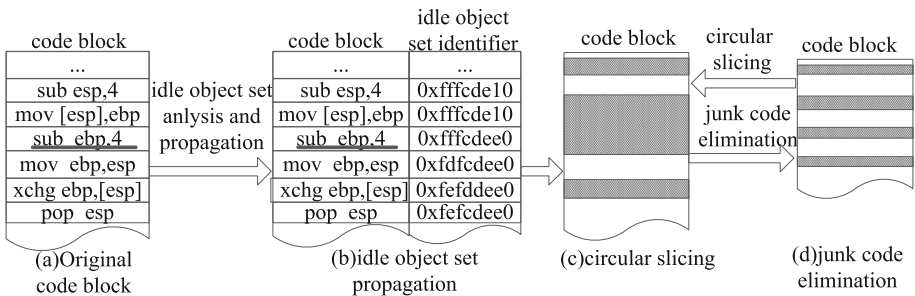 code block
...
sub esp,4
mov [esp],ebp
sub ebp,4
mov ebp,esp
xchg ebp,[esp]
pop esp
(a)Original
code block
idle object set
anlysis and
propagation
code block
idle object
set identifier
... ...
sub esp,4 0xfffcde10
mov [esp],ebp 0xfffcde10
sub ebp,4 0xfffcdee0
mov ebp,esp 0xfdfcdee0
xchg ebp,[esp] 0xfefddee0
pop esp 0xfefcdee0
(b)idle object set
propagation
code block
(c)circular slicing
circular
slicing
junk code
elimination
code block
(d)junk code
elimination